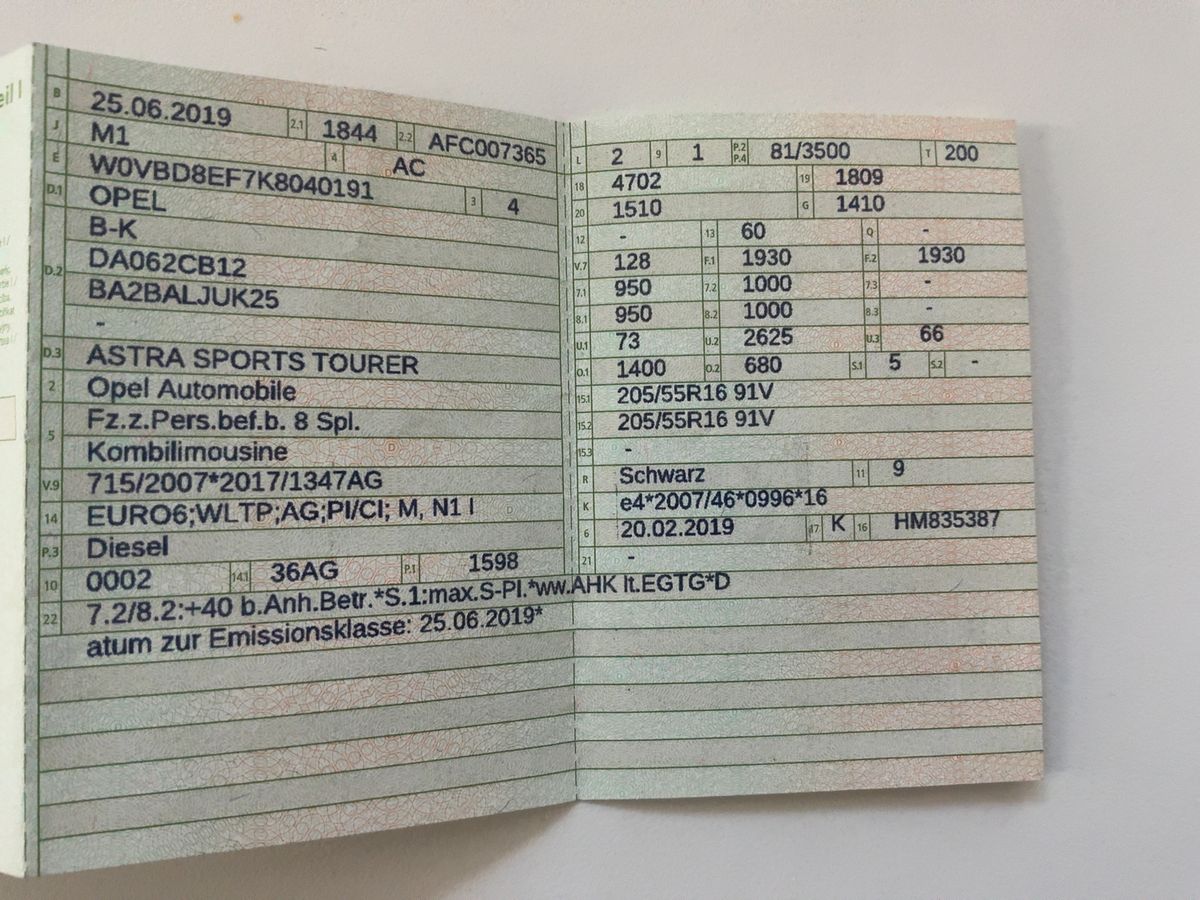 eil I
B 25.06.2019 2.1 1844 2.2 AFC007365
J M1 4 AC
E W0VBD8EF7K8040191 3 4
D.1 OPEL
D.2 B-K
DA062CB12
BA2BALJUK25
-
D.3 ASTRA SPORTS TOURER
2 Opel Automobile
5 Fz.z.Pers.bef.b. 8 Spl.
Kombilimousine
V.9 715/2007*2017/1347AG
14 EURO6;WLTP;AG;PI/CI; M, N1 I
P.3 Diesel
10 0002 14.1 36AG P.1 1598
22 7.2/8.2:+40 b.Anh.Betr.*S.1:max.S-Pl.*ww.AHK lt.EGTG*D
atum zur Emissionsklasse: 25.06.2019*
L 2 9 1 P.2 P.4 81/3500 T 200
18 4702 19 1809
20 1510 G 1410
12 - 13 60 Q -
V.7 128 F.1 1930 F.2 1930
7.1 950 7.2 1000 7.3 -
8.1 950 8.2 1000 8.3 -
U.1 73 U.2 2625 U.3 66
O.1 1400 O.2 680 S.1 5 S.2 -
15.1 205/55R16 91V
15.2 205/55R16 91V
15.3 -
R Schwarz 11 9
K e4*2007/46*0996*16
6 20.02.2019 17 K 16 HM835387
21 -